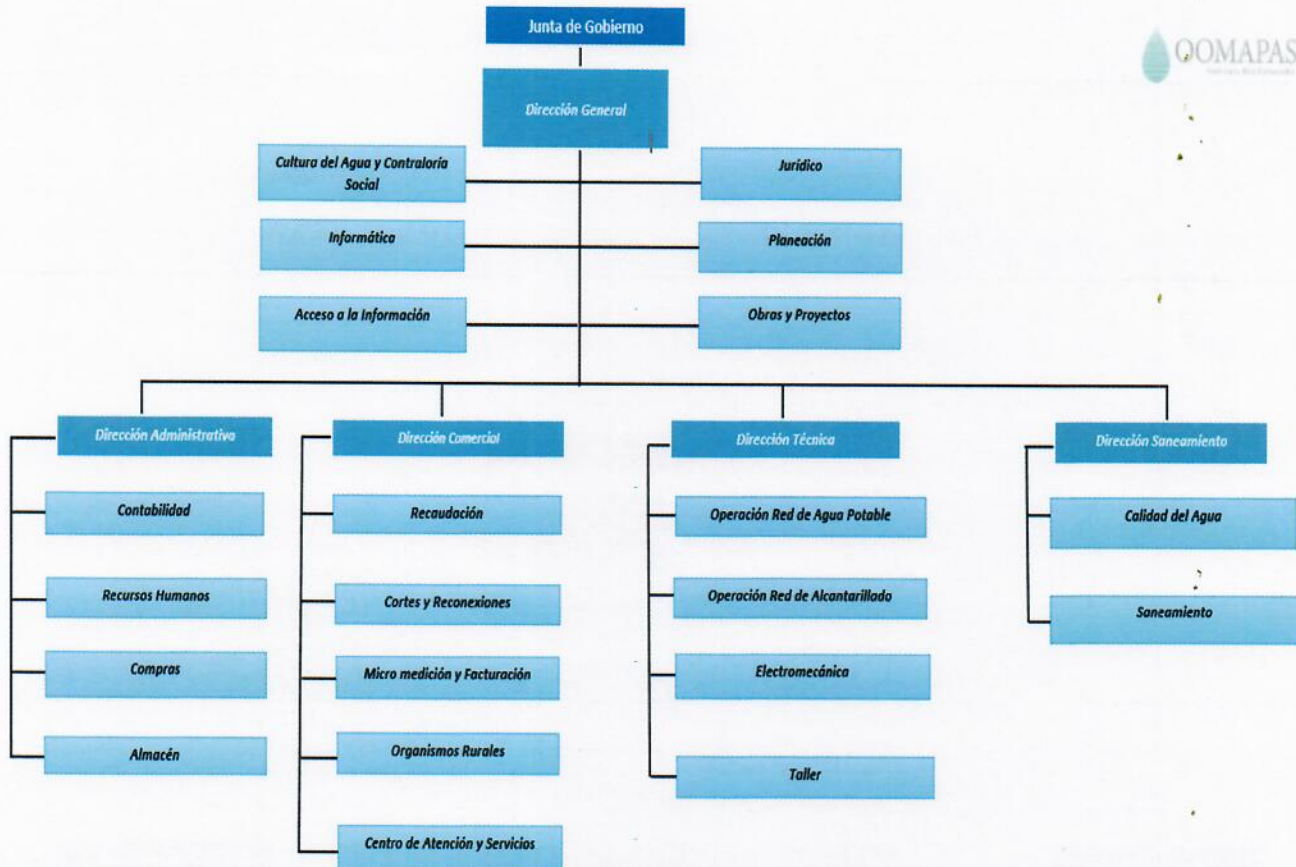 Junta de Gobierno
OOMAPAS
Dirección General
Cultura del Agua y Contraloría
Social
Jurídico
Informática
Planeación
Acceso a la Información
Obras y Proyectos
Dirección Administrativa
Dirección Comercial
Dirección Técnica
Dirección Saneamiento
Contabilidad
Recaudación
Operación Red de Agua Potable
Calidad del Agua
Recursos Humanos
Cortes y Reconexiones
Operación Red de Alcantarillado
Saneamiento
Compras
Micro medición y Facturación
Electromecánica
Almacén
Organismos Rurales
Taller
Centro de Atención y Servicios